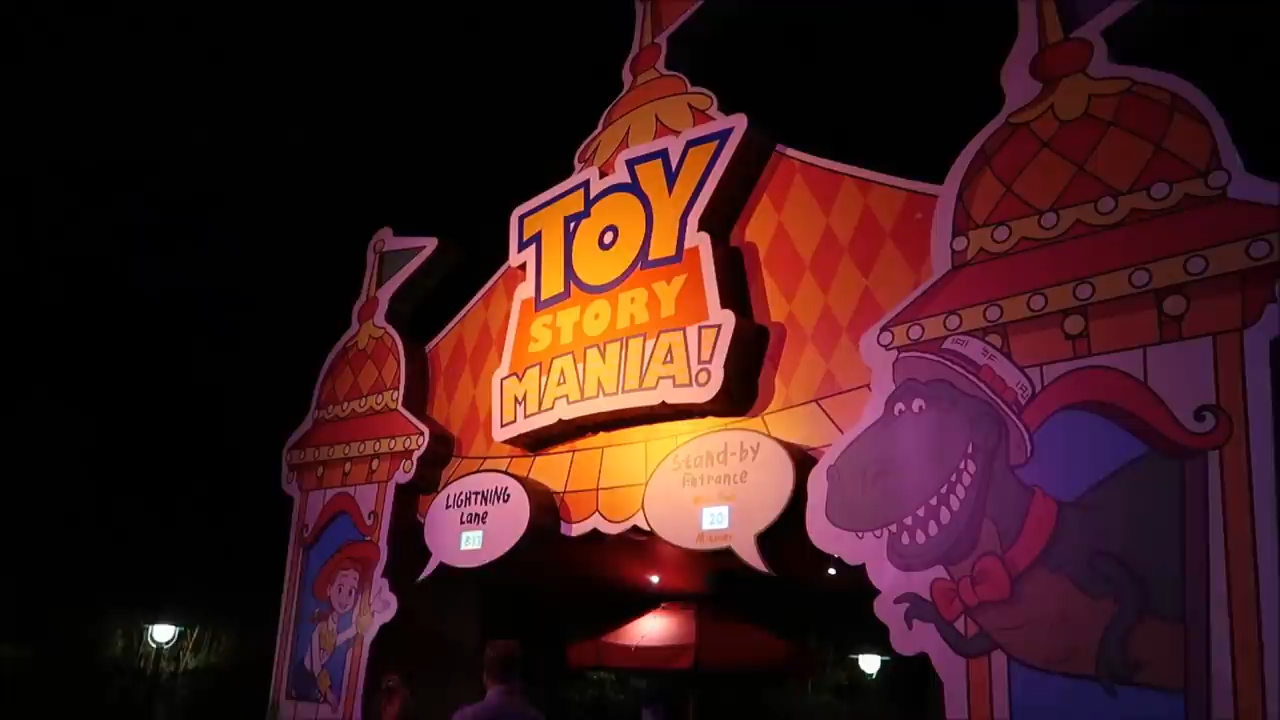 TOY
STORY
MANIA!
LIGHTNING
Lane
Stand-by
Entrance
20
Minutes